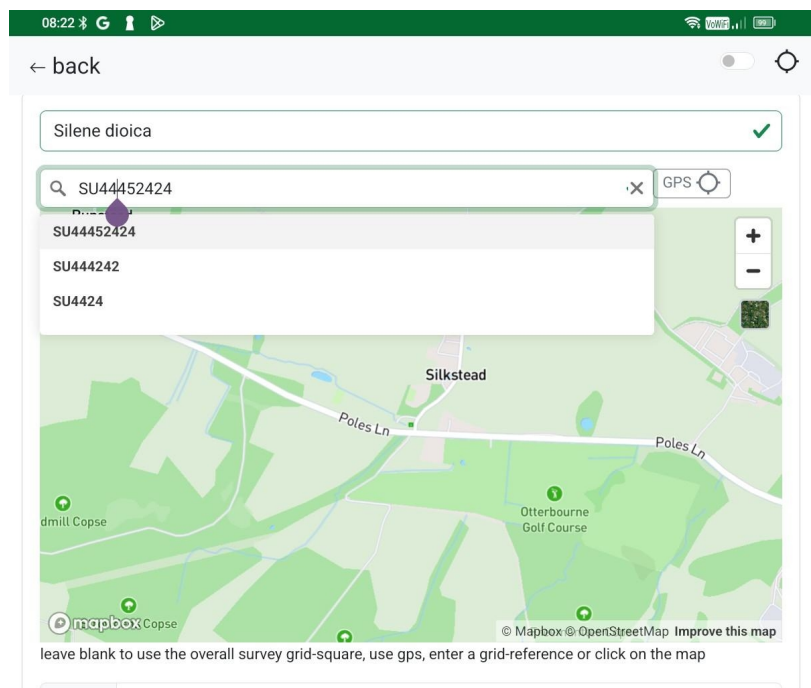 08:22 G VoWiFi 99
← back
Silene dioica
SU44452424
GPS
SU44452424
SU444242
SU4424
+
−
Silkstead
Poles Ln
Poles Ln
dmill Copse
Otterbourne
Golf Course
mapbox
Copse
© Mapbox © OpenStreetMap Improve this map
leave blank to use the overall survey grid-square, use gps, enter a grid-reference or click on the map